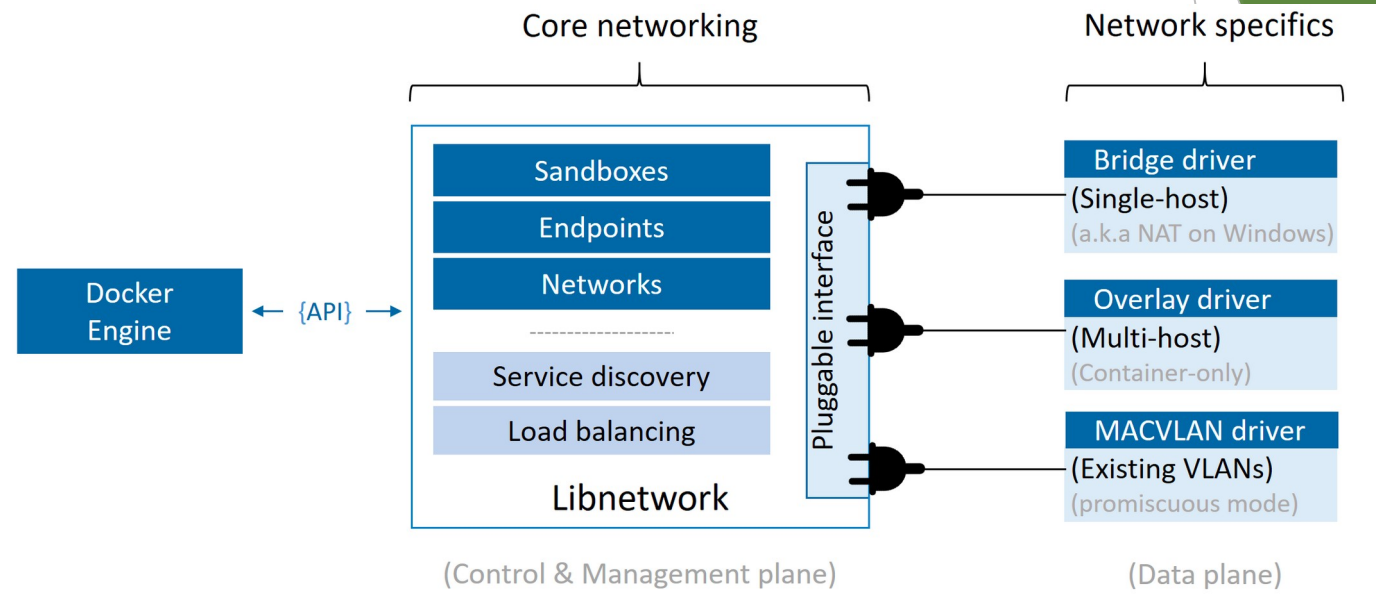 Core networking
Network specifics
Docker
Engine
{API}
Sandboxes
Endpoints
Networks
Service discovery
Load balancing
Libnetwork
Pluggable interface
Bridge driver
(Single-host)
(a.k.a NAT on Windows)
Overlay driver
(Multi-host)
(Container-only)
MACVLAN driver
(Existing VLANs)
(promiscuous mode)
(Control & Management plane)
(Data plane)